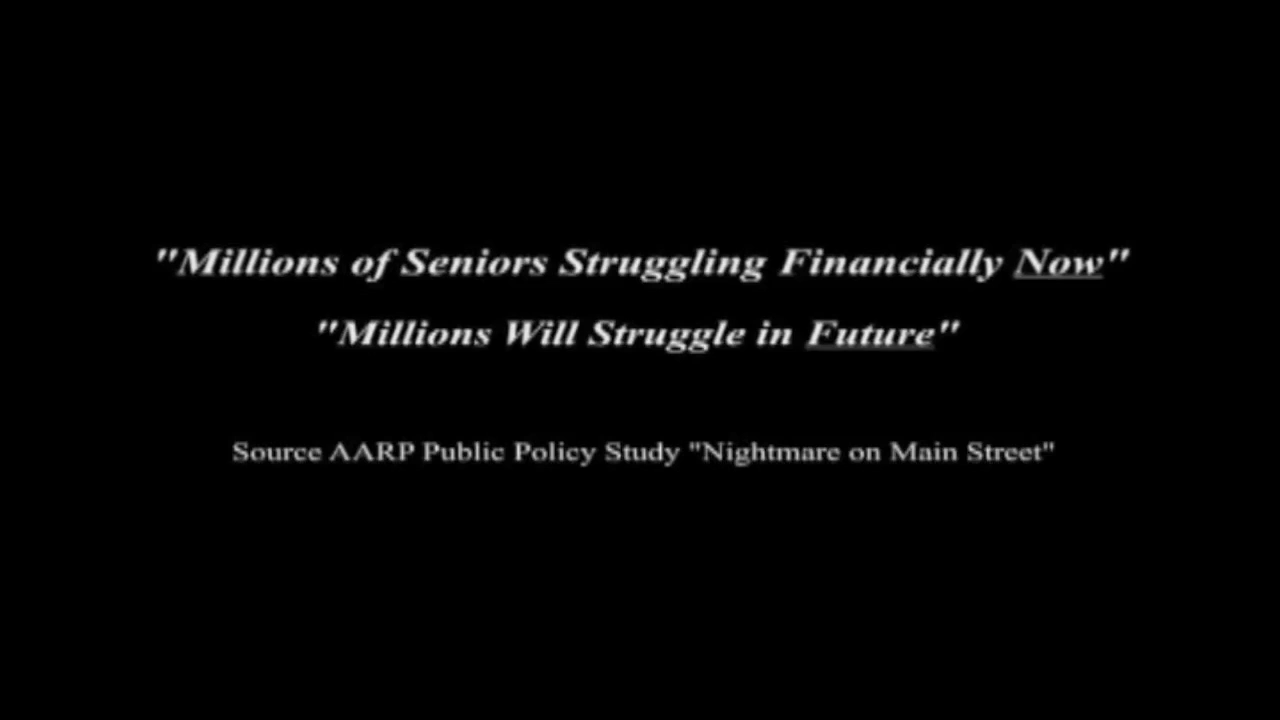 "Millions of Seniors Struggling Financially Now"
"Millions Will Struggle in Future"
Source AARP Public Policy Study "Nightmare on Main Street"